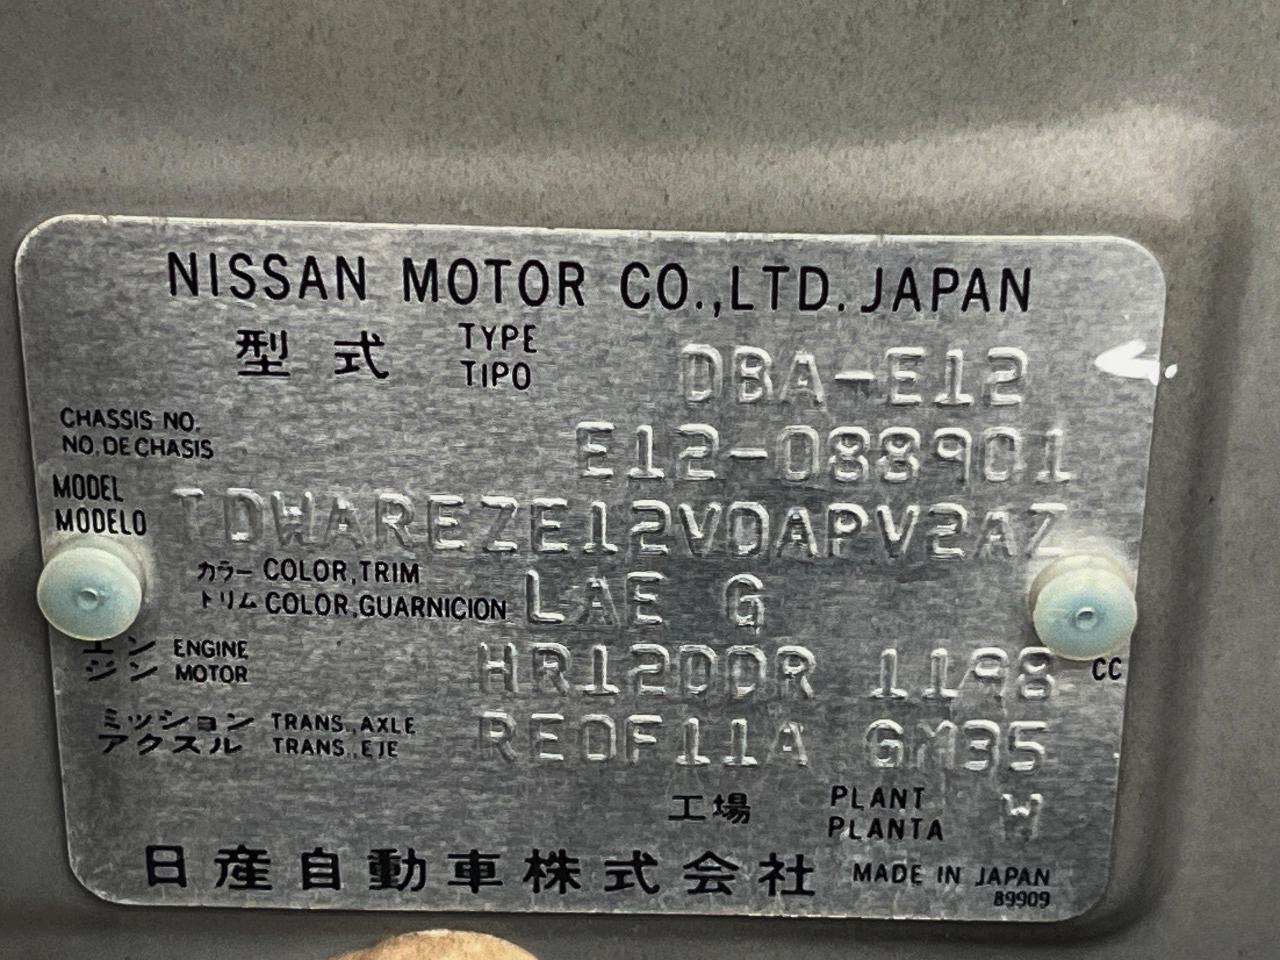 NISSAN MOTOR CO.,LTD. JAPAN
型式 TYPE DBA-E12
TIPO
CHASSIS NO. E12-088901
NO. DE CHASIS
MODEL TDWAREZE12VDAPV2AZ
MODELO
カラー COLOR,TRIM LAE G
トリム COLOR,GUARNICION
エン ENGINE HR12DDR 1198 CC
ジン MOTOR
ミッション TRANS.,AXLE RE0F11A GM35
アクスル TRANS.,EJE
工場 PLANT W
PLANTA
日産自動車株式会社 MADE IN JAPAN
89909